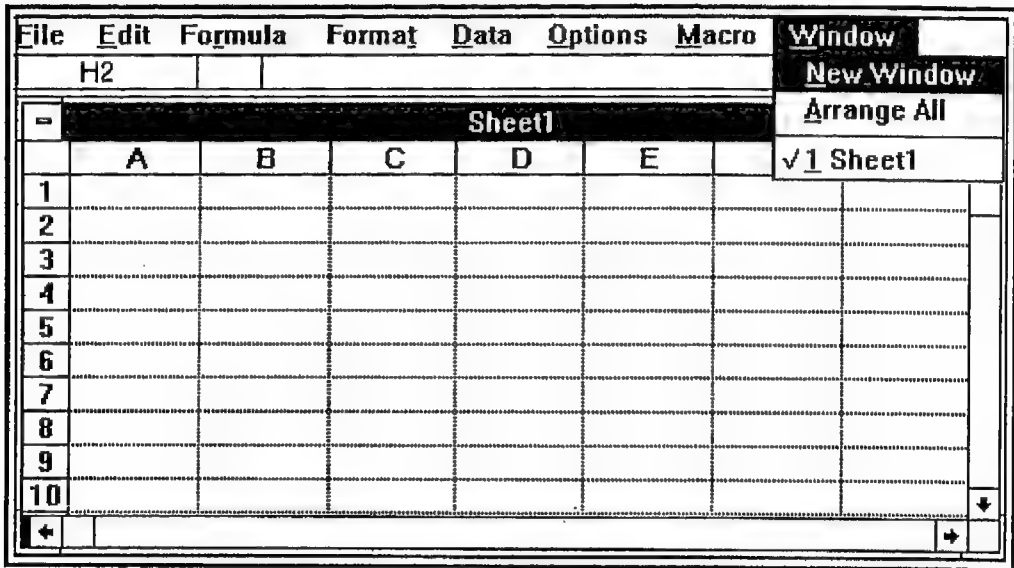 File Edit Formula Format Data Options Macro Window
H2
New Window
Arrange All
√ 1 Sheet1
Sheet1
A B C D E
1
2
3
4
5
6
7
8
9
10